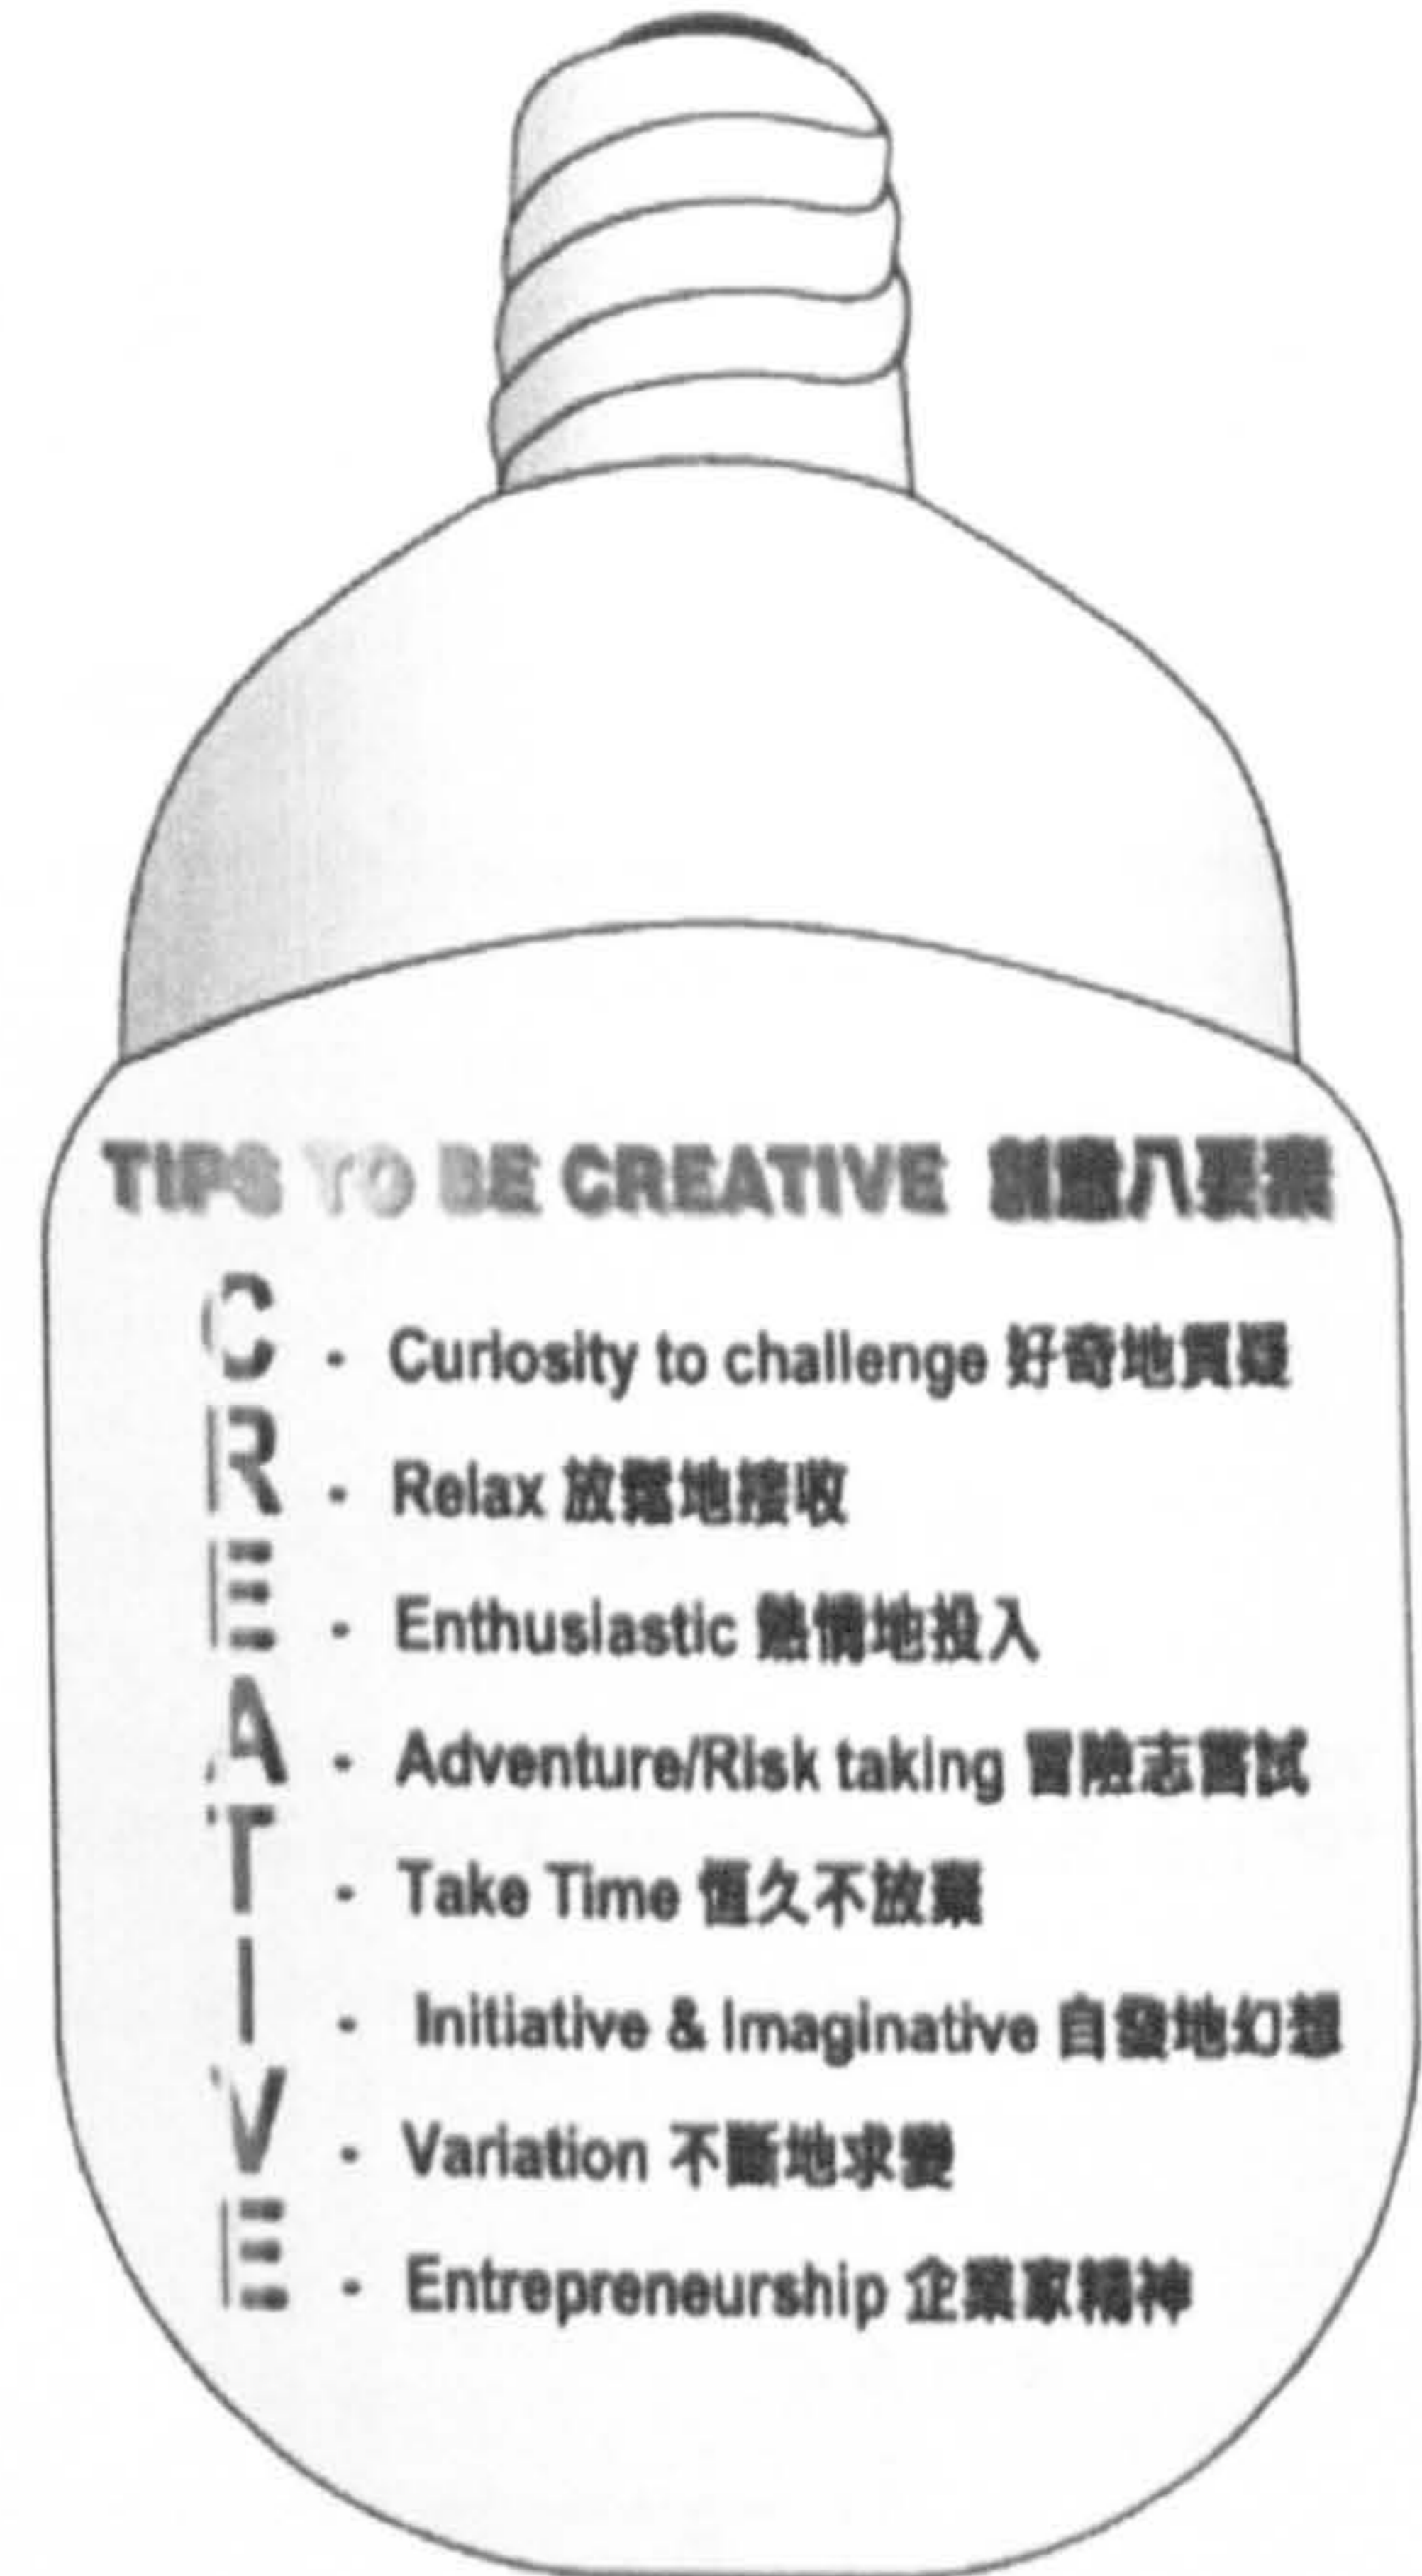 TIPS TO BE CREATIVE 創意八要素
C - Curiosity to challenge 好奇地質疑
R - Relax 放鬆地接收
E - Enthusiastic 熱情地投入
A - Adventure/Risk taking 冒險志嘗試
T - Take Time 恆久不放棄
I - Initiative & Imaginative 自發地幻想
V - Variation 不斷地求變
E - Entrepreneurship 企業家精神